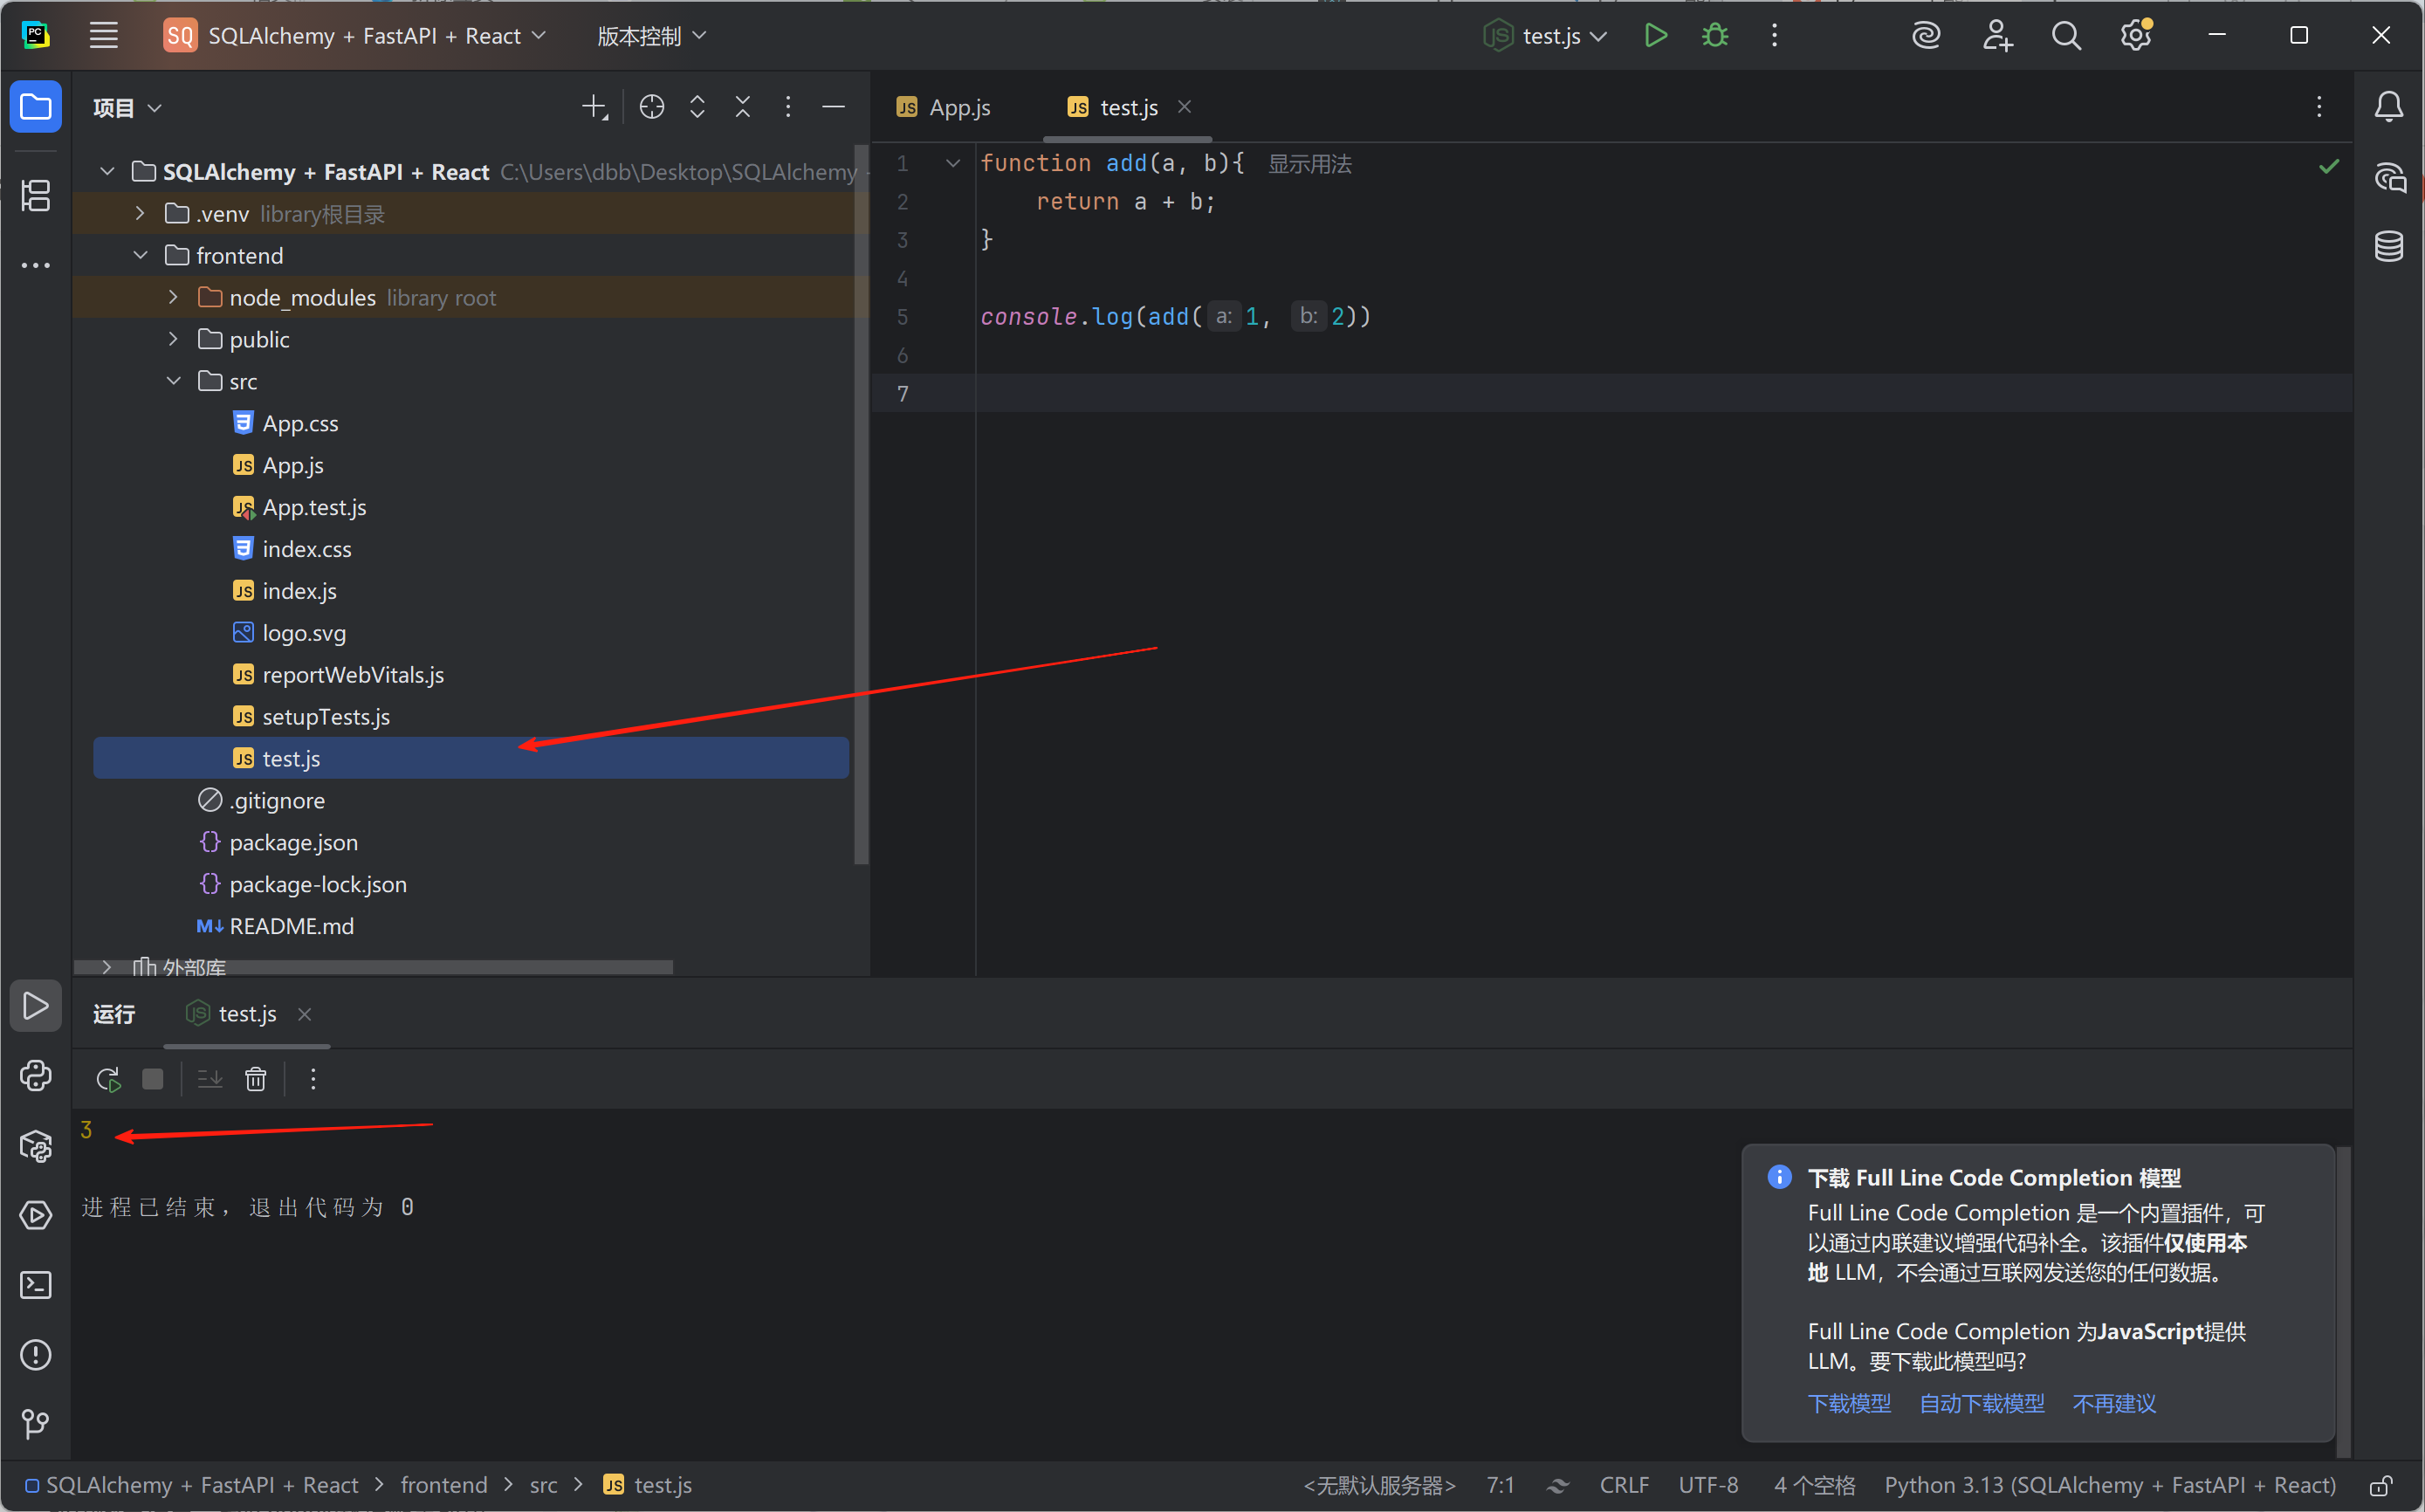 SQ SQLAlchemy + FastAPI + React 版本控制 test.js
项目
SQLAlchemy + FastAPI + React C:\Users\dbb\Desktop\SQLAlchemy
.venv library根目录
frontend
node_modules library root
public
src
App.css
App.js
App.test.js
index.css
index.js
logo.svg
reportWebVitals.js
setupTests.js
test.js
.gitignore
package.json
package-lock.json
README.md
外部库
App.js test.js
1 function add(a, b){ 显示用法
2 return a + b;
3 }
4
5 console.log(add( a: 1, b: 2))
6
7
运行 test.js
3
进程已结束，退出代码为 0
下载 Full Line Code Completion 模型
Full Line Code Completion 是一个内置插件，可
以通过内联建议增强代码补全。该插件仅使用本
地 LLM，不会通过互联网发送您的任何数据。
Full Line Code Completion 为JavaScript提供
LLM。要下载此模型吗?
下载模型 自动下载模型 不再建议
SQLAlchemy + FastAPI + React > frontend > src > test.js
<无默认服务器> 7:1 CRLF UTF-8 4 个空格 Python 3.13 (SQLAlchemy + FastAPI + React)